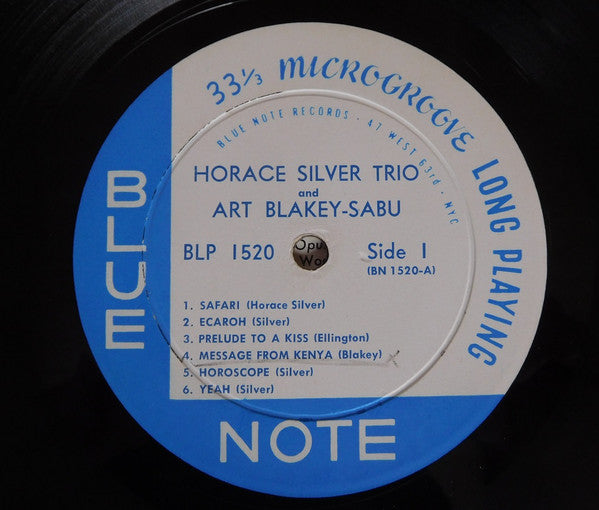 33⅓ MICROGROOVE LONG PLAYING
BLUE NOTE RECORDS · 47 WEST 63rd · NYC
HORACE SILVER TRIO
and
ART BLAKEY-SABU
BLP 1520
Side 1
(BN 1520-A)
Opu
Wo
1. SAFARI (Horace Silver)
2. ECAROH (Silver)
3. PRELUDE TO A KISS (Ellington)
4. MESSAGE FROM KENYA (Blakey)
5. HOROSCOPE (Silver)
6. YEAH (Silver)
BLUE
NOTE